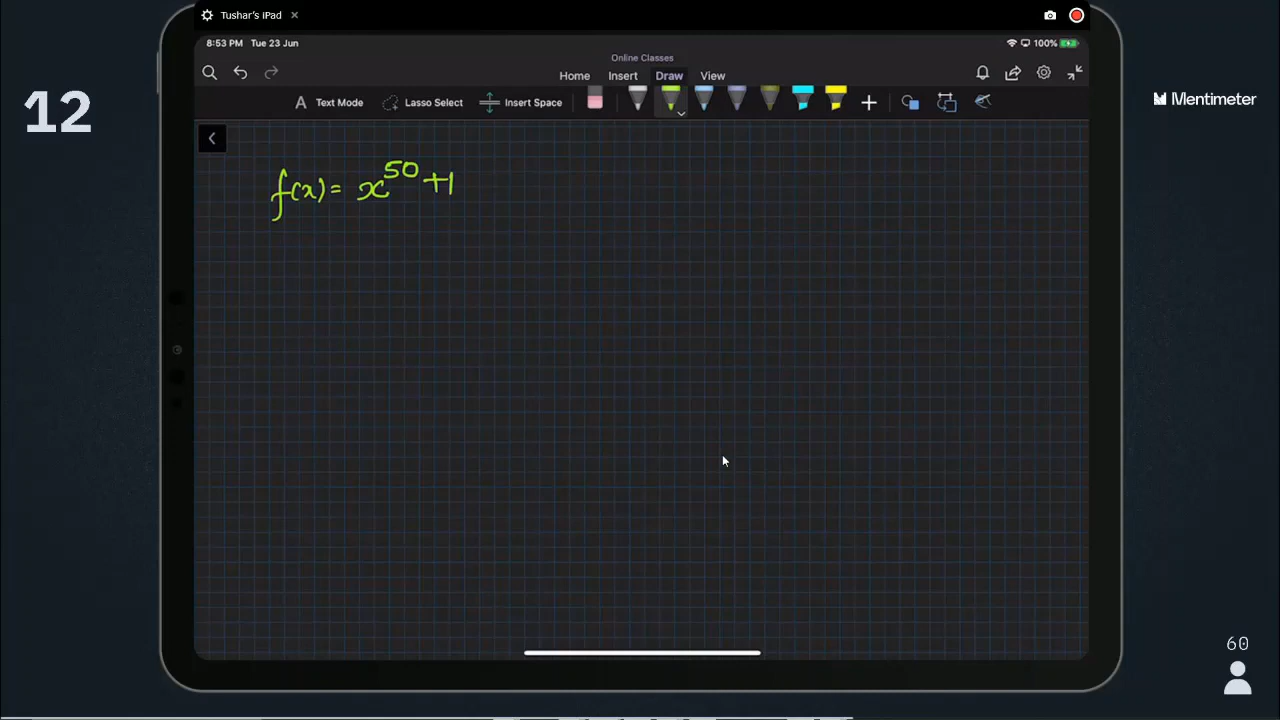 Tushar's iPad
8:53 PM Tue 23 Jun
100%
Online Classes
Home Insert Draw View
Text Mode Lasso Select Insert Space
12
Mentimeter
f(x) = x^50 + 1
60